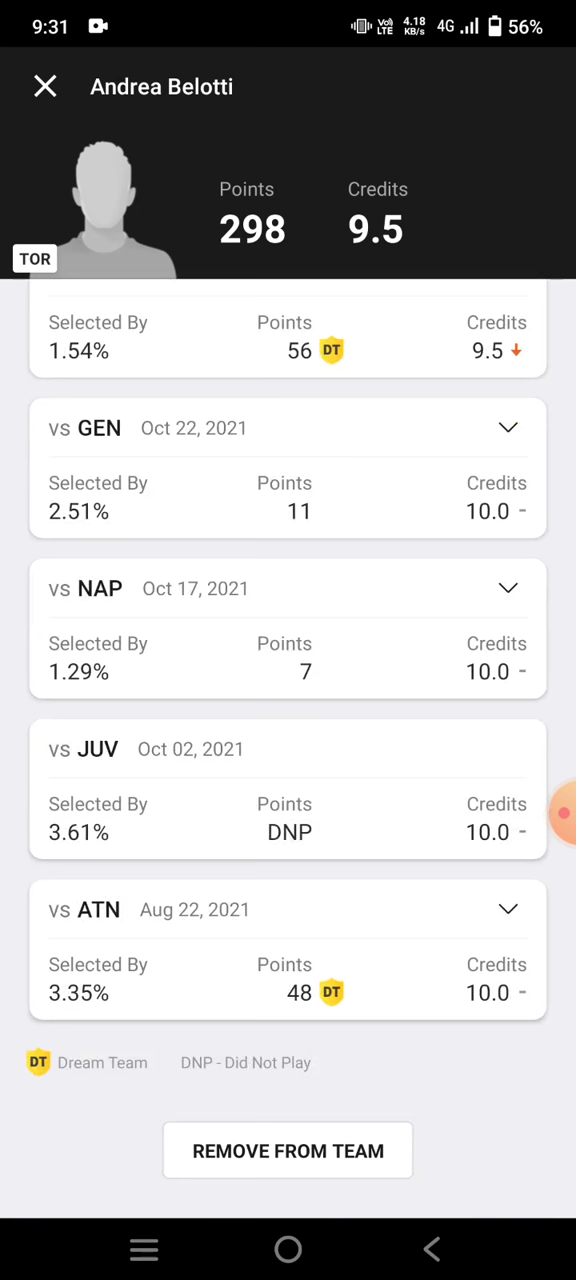 9:31 Vo) LTE 4.18 KB/s 4G 56%
Andrea Belotti
Points Credits
298 9.5
TOR
Selected By Points Credits
1.54% 56 DT 9.5
vs GEN Oct 22, 2021
Selected By Points Credits
2.51% 11 10.0 -
vs NAP Oct 17, 2021
Selected By Points Credits
1.29% 7 10.0 -
vs JUV Oct 02, 2021
Selected By Points Credits
3.61% DNP 10.0 -
vs ATN Aug 22, 2021
Selected By Points Credits
3.35% 48 DT 10.0 -
DT Dream Team DNP - Did Not Play
REMOVE FROM TEAM